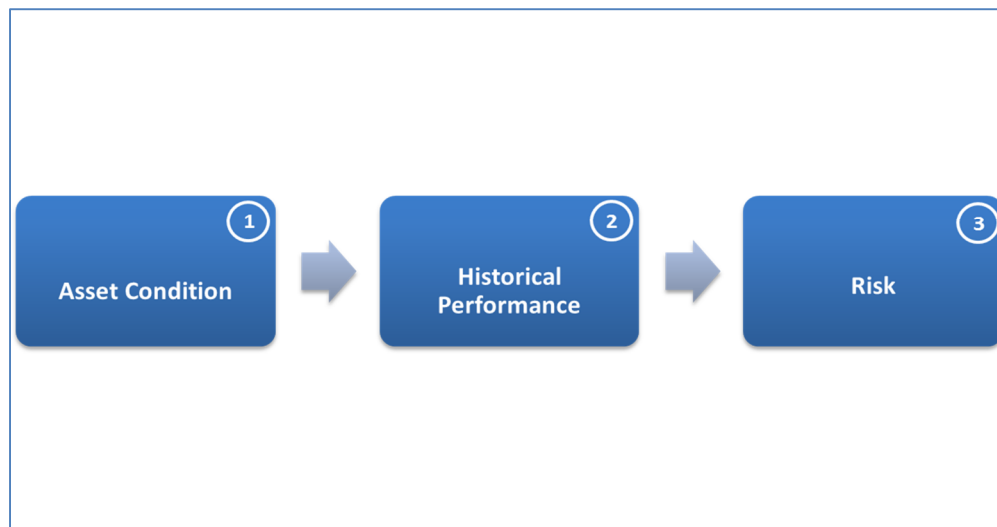 1
Asset Condition
2
Historical
Performance
3
Risk